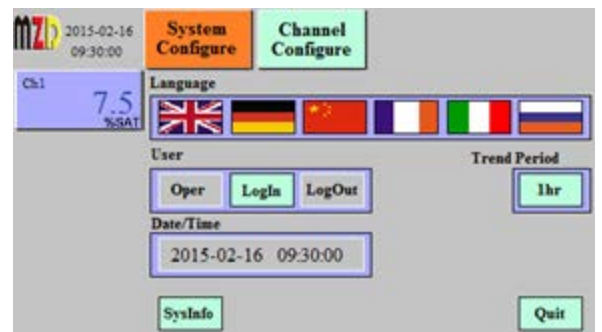 MZD 2015-02-16
09:30:00
System
Configure
Channel
Configure
Ch1
7.5
%SAT
Language
User
Oper LogIn LogOut
Trend Period
1hr
Date/Time
2015-02-16 09:30:00
SysInfo
Quit